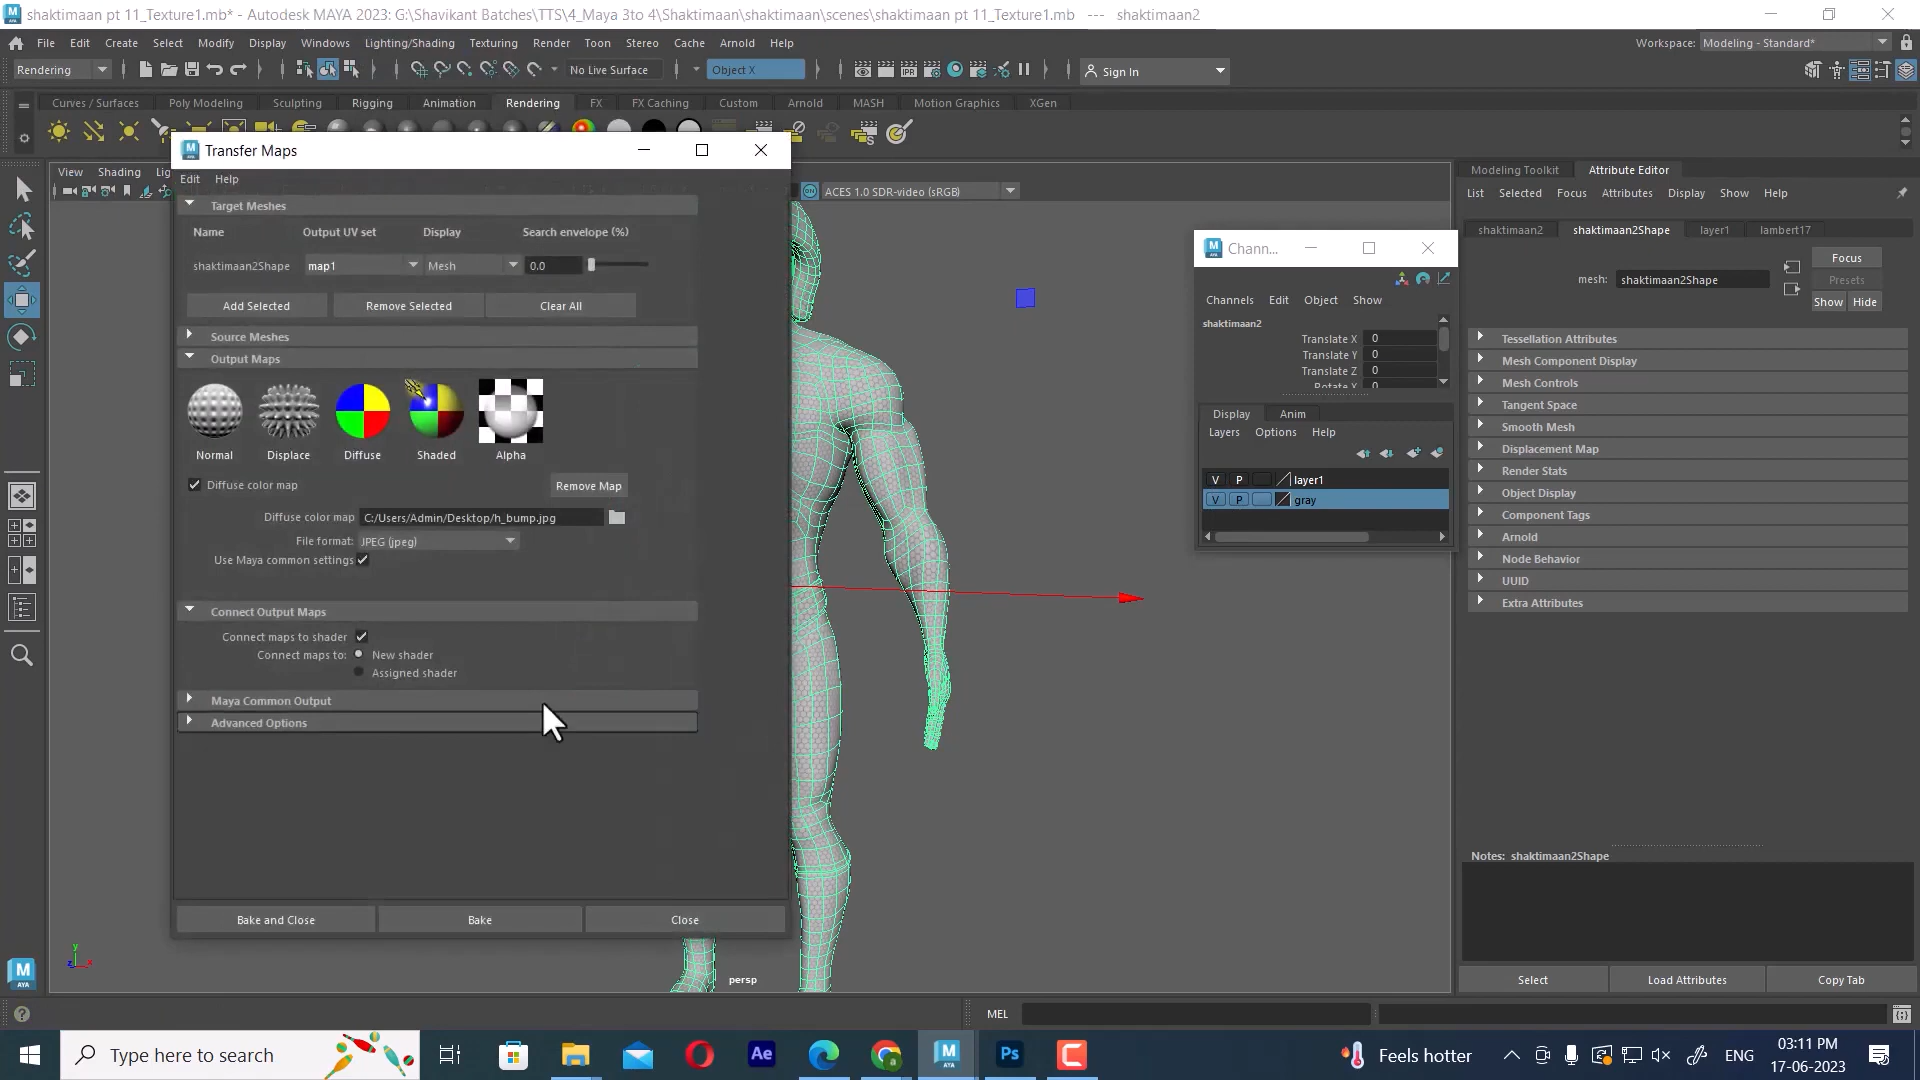 shaktimaan pt 11_Texture1.mb* - Autodesk MAYA 2023: G:\Shavikant Batches\TTS\4_Maya 3to 4\Shaktimaan\shaktimaan\scenes\shaktimaan pt 11_Texture1.mb --- shaktimaan2
File Edit Create Select Modify Display Windows Lighting/Shading Texturing Render Toon Stereo Cache Arnold Help
Workspace: Modeling - Standard*
Rendering
No Live Surface
Object X
Sign In
Curves / Surfaces Poly Modeling Sculpting Rigging Animation Rendering FX FX Caching Custom Arnold MASH Motion Graphics XGen
View Shading
ACES 1.0 SDR-video (sRGB)
Transfer Maps
Edit Help
Target Meshes
Name Output UV set Display Search envelope (%)
shaktimaan2Shape map1 Mesh 0.0
Add Selected Remove Selected Clear All
Source Meshes
Output Maps
Normal Displace Diffuse Shaded Alpha
Diffuse color map Remove Map
Diffuse color map C:/Users/Admin/Desktop/h_bump.jpg
File format: JPEG (jpeg)
Use Maya common settings
Connect Output Maps
Connect maps to shader
Connect maps to: New shader
Assigned shader
Maya Common Output
Advanced Options
Bake and Close Bake Close
persp
Chann...
Channels Edit Object Show
shaktimaan2
Translate X 0
Translate Y 0
Translate Z 0
Rotate X 0
Display Anim
Layers Options Help
V P layer1
V P gray
Modeling Toolkit Attribute Editor
List Selected Focus Attributes Display Show Help
shaktimaan2 shaktimaan2Shape layer1 lambert17
mesh: shaktimaan2Shape
Focus
Presets
Show Hide
Tessellation Attributes
Mesh Component Display
Mesh Controls
Tangent Space
Smooth Mesh
Displacement Map
Render Stats
Object Display
Component Tags
Arnold
Node Behavior
UUID
Extra Attributes
Notes: shaktimaan2Shape
Select Load Attributes Copy Tab
MEL
Type here to search
Feels hotter
ENG
03:11 PM
17-06-2023